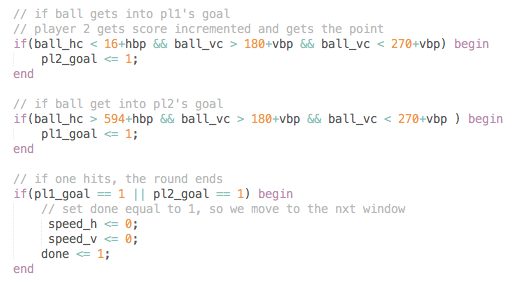 // if ball gets into pl1's goal
// player 2 gets score incremented and gets the point
if(ball_hc < 16+hbp && ball_vc > 180+vbp && ball_vc < 270+vbp) begin
    pl2_goal <= 1;
end

// if ball get into pl2's goal
if(ball_hc > 594+hbp && ball_vc > 180+vbp && ball_vc < 270+vbp ) begin
    pl1_goal <= 1;
end

// if one hits, the round ends
if(pl1_goal == 1 || pl2_goal == 1) begin
    // set done equal to 1, so we move to the nxt window
     speed_h <= 0;
     speed_v <= 0;
    done <= 1;
end